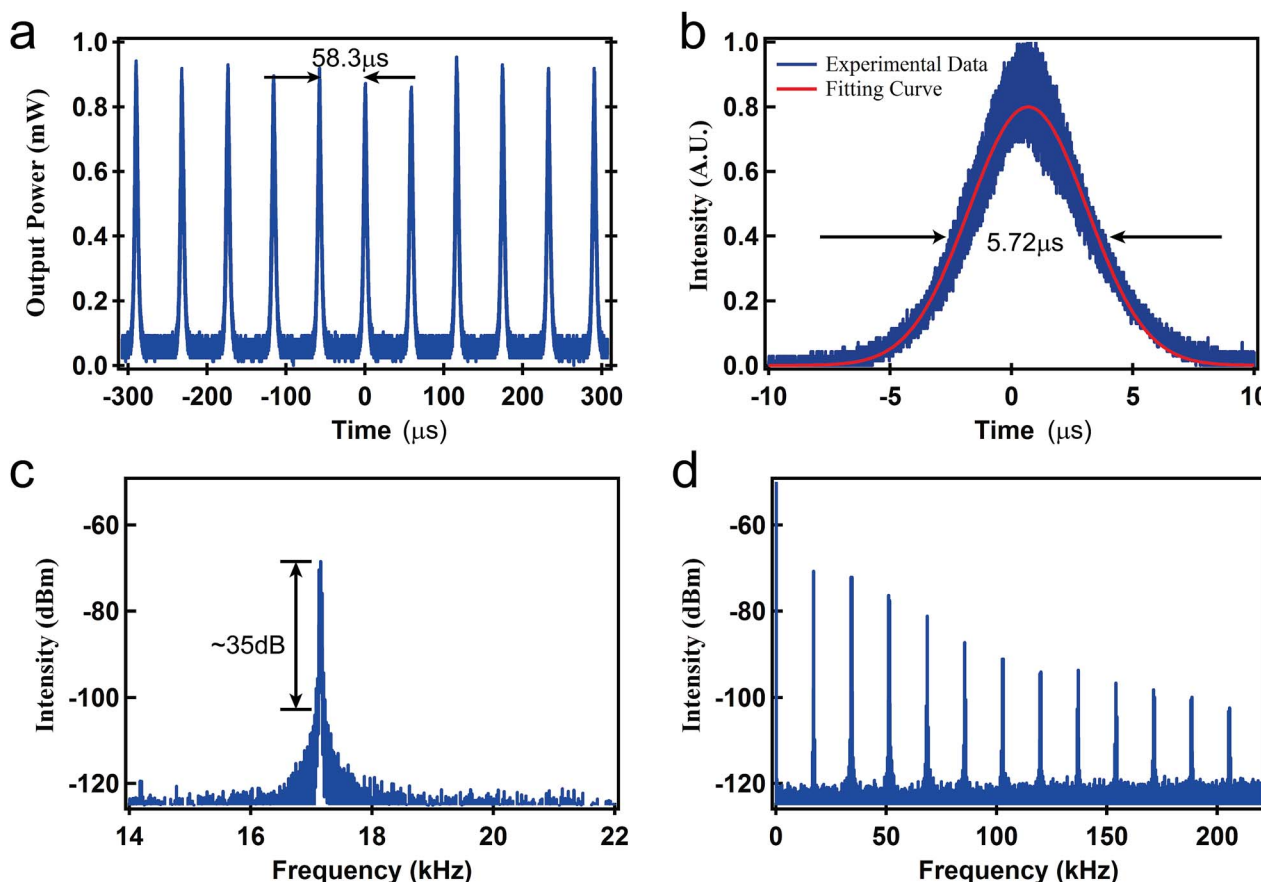 a
1.0
0.8
0.6
0.4
0.2
0.0
Output Power (mW)
58.3μs
-300 -200 -100 0 100 200 300
Time (μs)
b
1.0
0.8
0.6
0.4
0.2
0.0
Intensity (A.U.)
Experimental Data
Fitting Curve
5.72μs
-10 -5 0 5 10
Time (μs)
c
-60
-80
-100
-120
Intensity (dBm)
~35dB
14 16 18 20 22
Frequency (kHz)
d
-60
-80
-100
-120
Intensity (dBm)
0 50 100 150 200
Frequency (kHz)